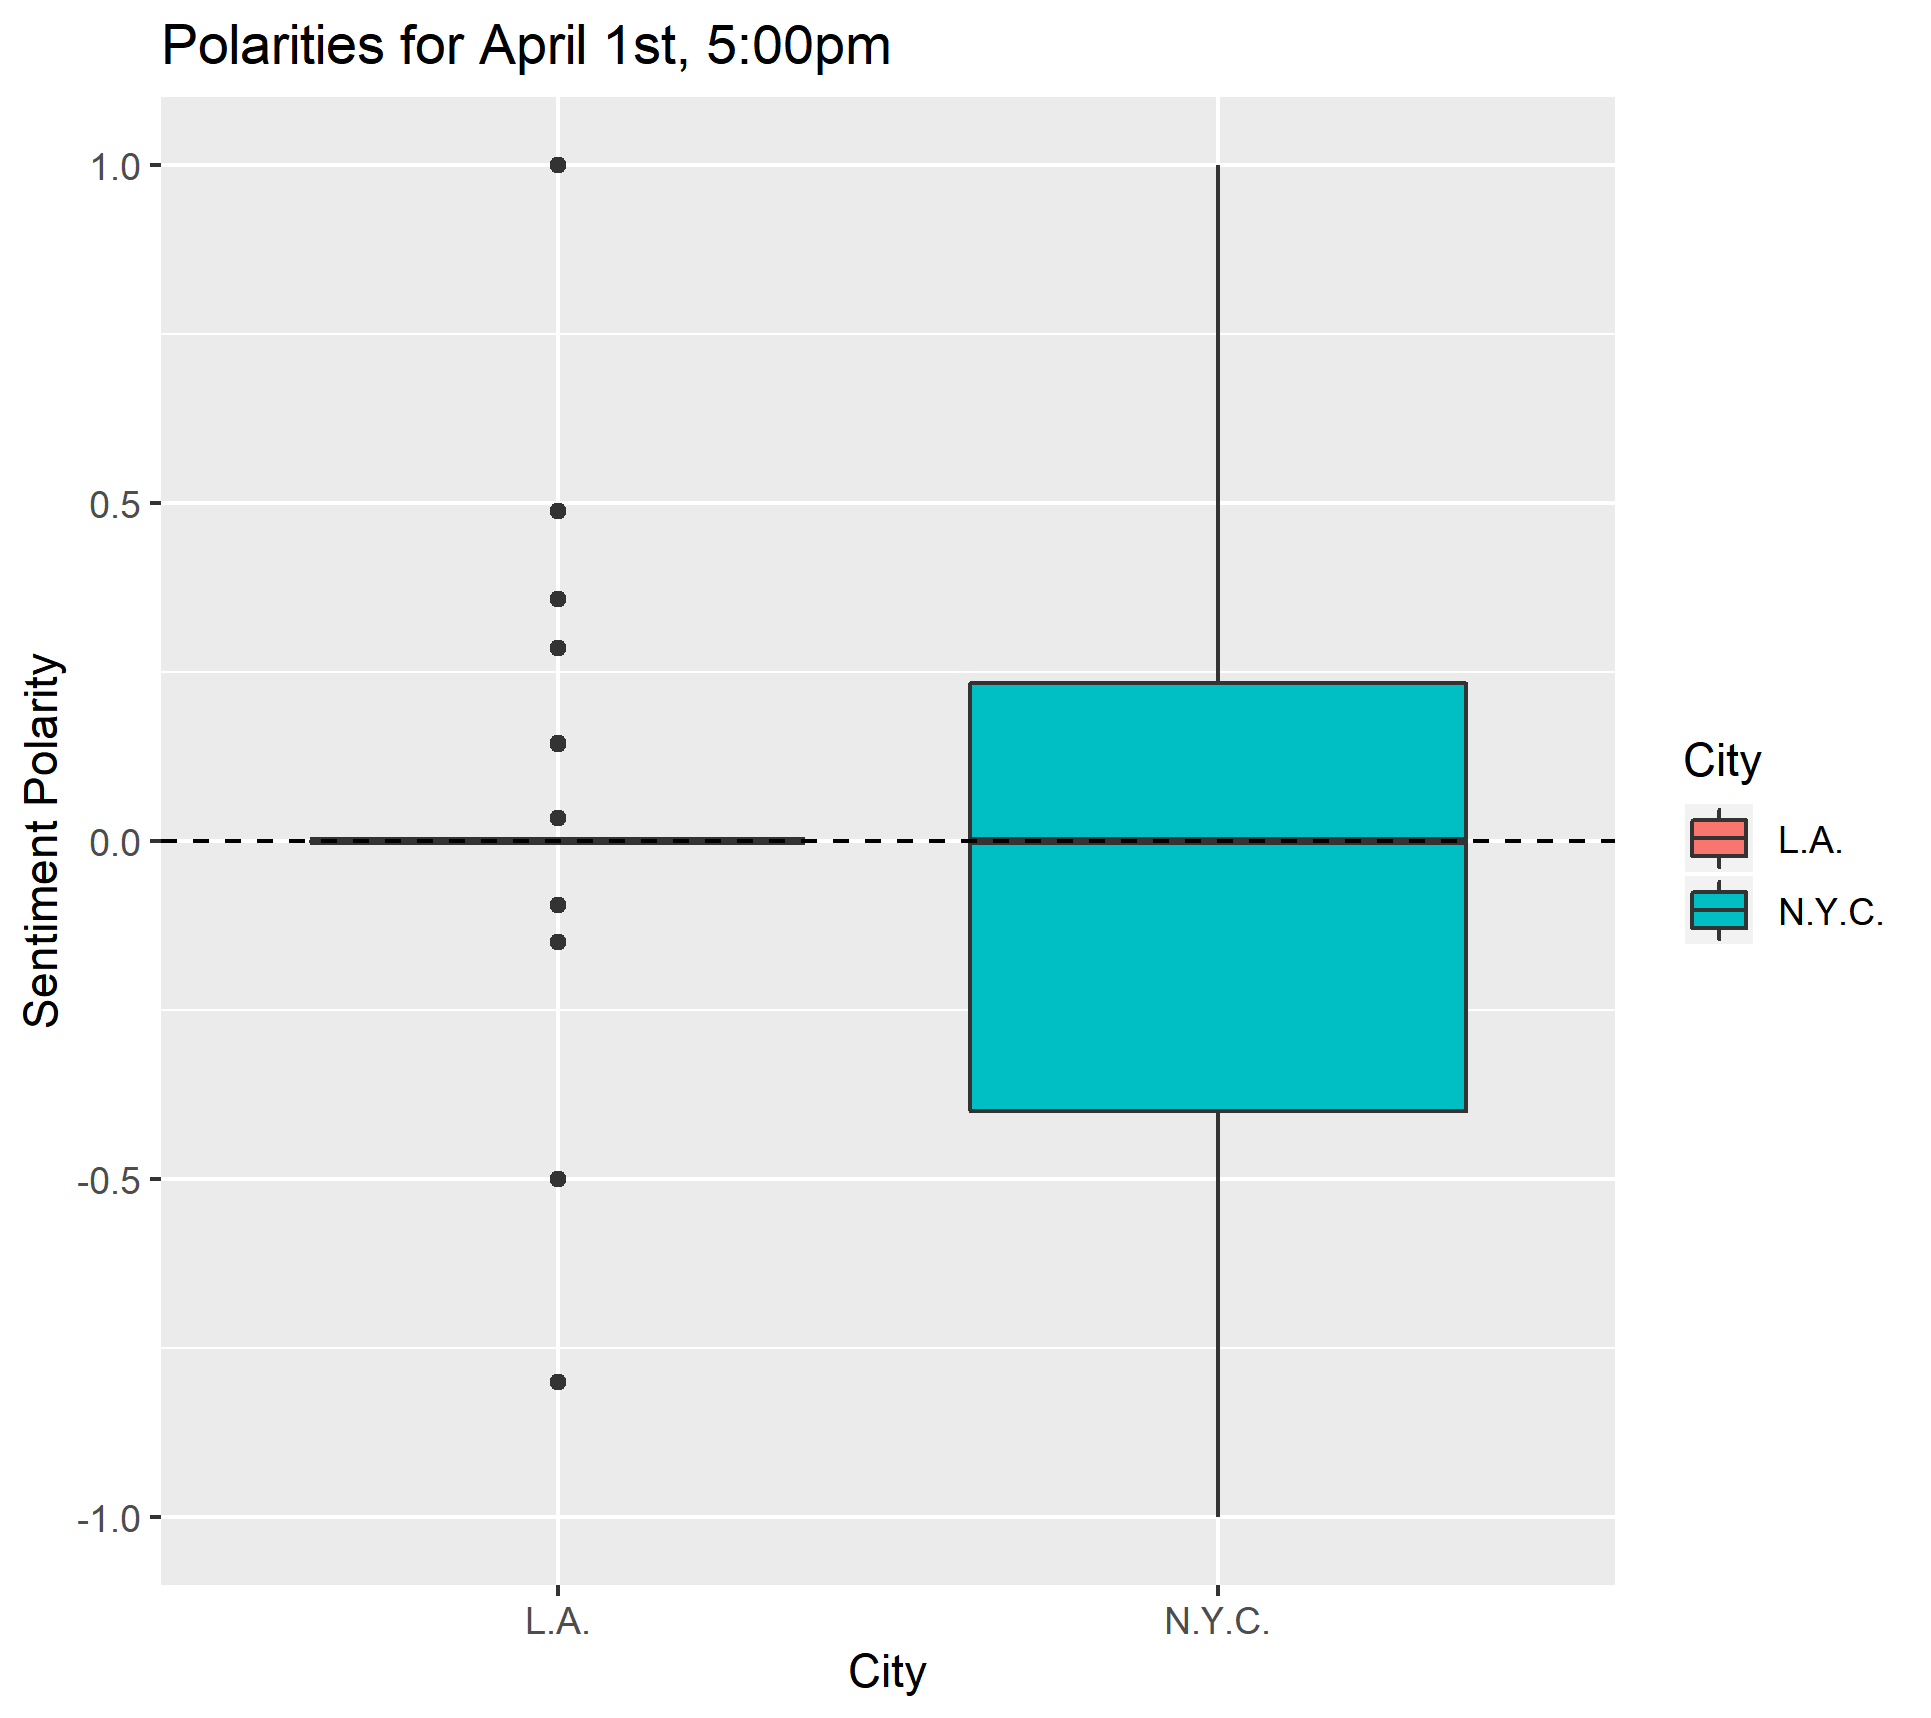 Polarities for April 1st, 5:00pm
1.0
0.5
0.0
-0.5
-1.0
Sentiment Polarity
L.A.
N.Y.C.
City
City
L.A.
N.Y.C.